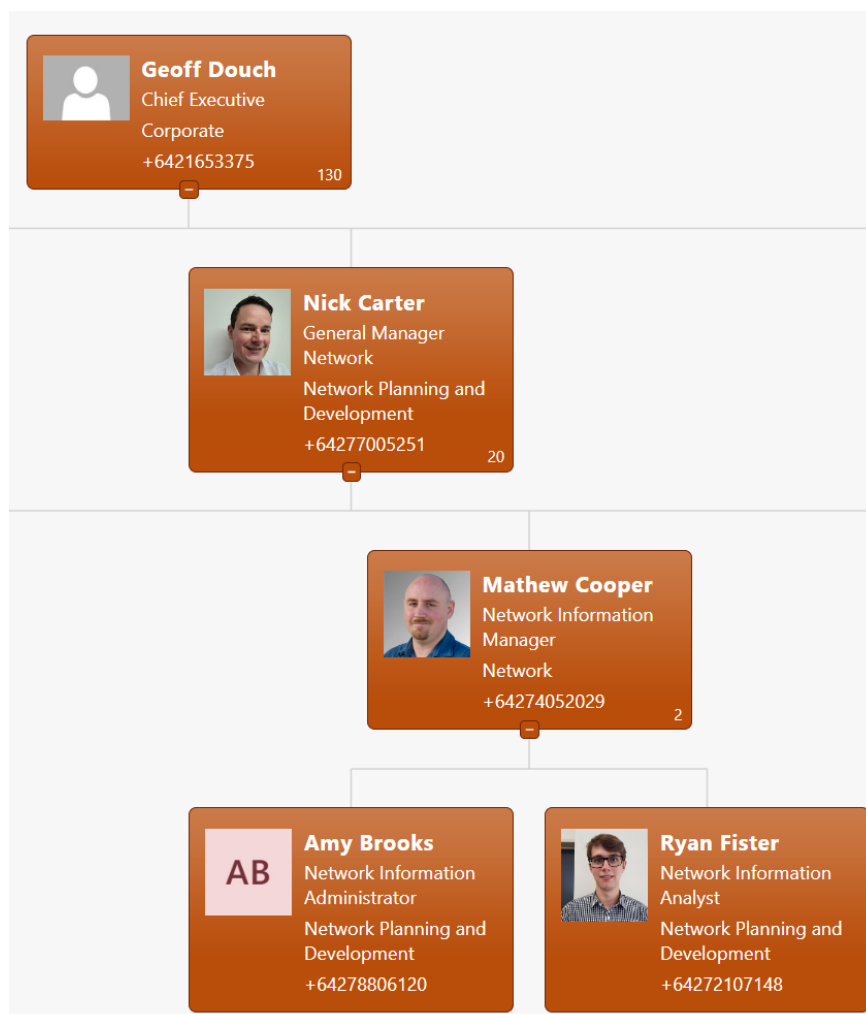 Geoff Douch
Chief Executive
Corporate
+6421653375
130
Nick Carter
General Manager
Network
Network Planning and
Development
+64277005251
20
Mathew Cooper
Network Information
Manager
Network
+64274052029
2
AB
Amy Brooks
Network Information
Administrator
Network Planning and
Development
+64278806120
Ryan Fister
Network Information
Analyst
Network Planning and
Development
+64272107148